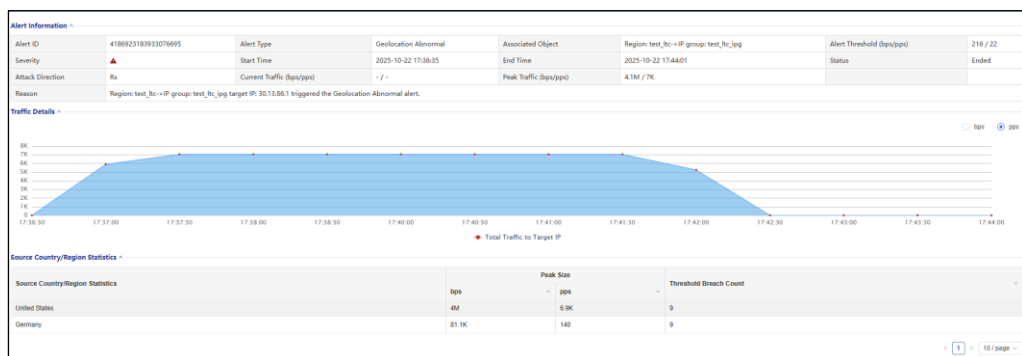 Alert Information
Alert ID 4186923183933076695 Alert Type Geolocation Abnormal Associated Object Region: test_ltc->IP group: test_ltc_ipg Alert Threshold (bps/pps) 216 / 22
Severity Start Time 2025-10-22 17:36:35 End Time 2025-10-22 17:44:01 Status Ended
Attack Direction Rx Current Traffic (bps/pps) - / - Peak Traffic (bps/pps) 4.1M / 7K
Reason Region: test_ltc->IP group: test_ltc_ipg target IP: 30.13.66.1 triggered the Geolocation Abnormal alert.
Traffic Details
bps pps
8K
7K
6K
5K
4K
3K
2K
1K
0
17:36:30 17:37:00 17:37:30 17:38:00 17:38:30 17:40:00 17:40:30 17:41:00 17:41:30 17:42:00 17:42:30 17:43:00 17:43:30 17:44:00
Total Traffic to Target IP
Source Country/Region Statistics
Source Country/Region Statistics Peak Size Threshold Breach Count
bps pps
United States 4M 6.9K 9
Germany 81.1K 140 9
< 1 > 10 / page